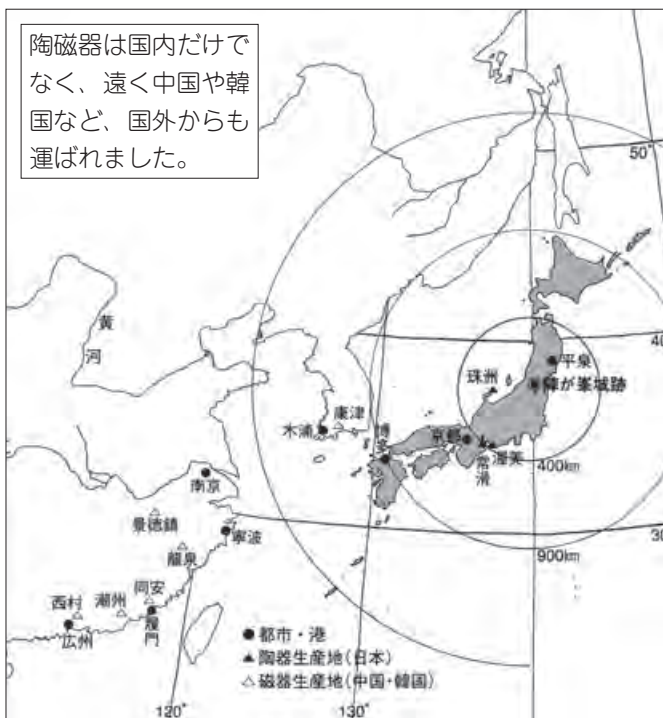 陶磁器は国内だけで
なく、遠く中国や韓
国など、国外からも
運ばれました。
50°
黄
河
40
平泉
珠洲
陣が峯城跡
康津
木浦
博多
京都
渥美
常滑
400km
南京
景徳鎮
寧波
30
900km
龍泉
同安
西村
潮州
厦門
広州
●都市・港
▲陶器生産地(日本)
△磁器生産地(中国・韓国)
120°
130°